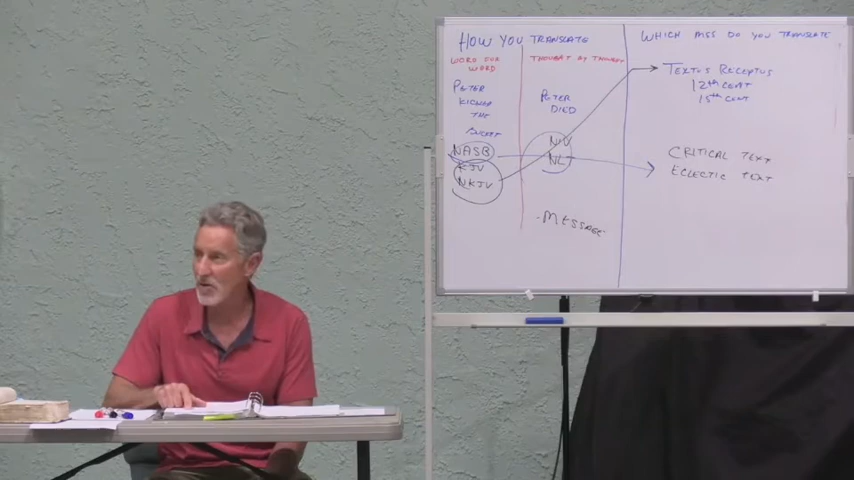 HOW YOU TRANSLATE
WORD FOR
WORD
PETER
KICKED
THE
BUCKET
NASB
KJV
NKJV
THOUGHT BY THOUGHT
PETER
DIED
NIV
NL
- MESSAGE
WHICH MSS DO YOU TRANSLATE
TEXTUS RECEPTUS
12th CENT
15th CENT
CRITICAL TEXT
ECLECTIC TEXT